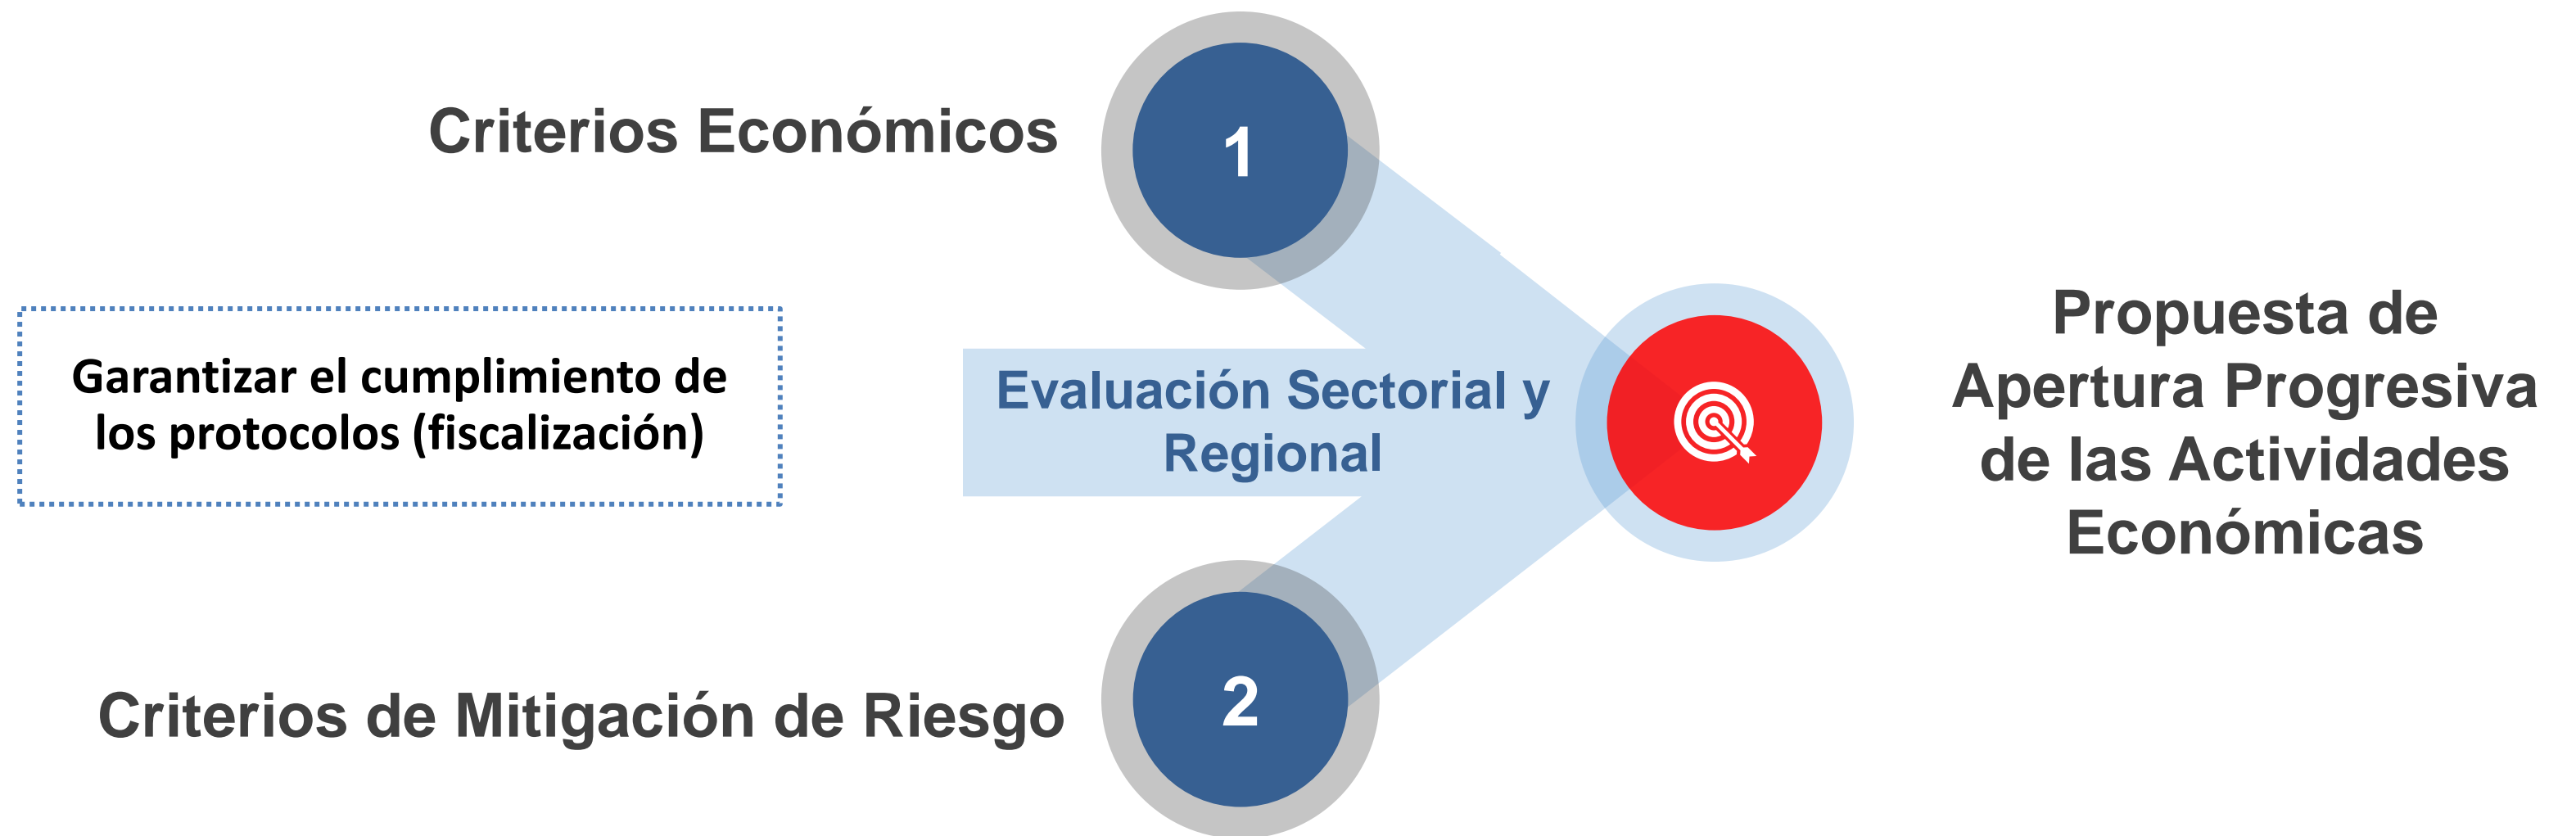 Criterios Económicos
1
Garantizar el cumplimiento de
los protocolos (fiscalización)
Evaluación Sectorial y
Regional
Propuesta de
Apertura Progresiva
de las Actividades
Económicas
Criterios de Mitigación de Riesgo
2